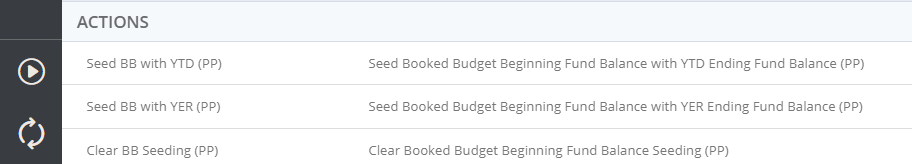 ACTIONS
Seed BB with YTD (PP) Seed Booked Budget Beginning Fund Balance with YTD Ending Fund Balance (PP)
Seed BB with YER (PP) Seed Booked Budget Beginning Fund Balance with YER Ending Fund Balance (PP)
Clear BB Seeding (PP) Clear Booked Budget Beginning Fund Balance Seeding (PP)